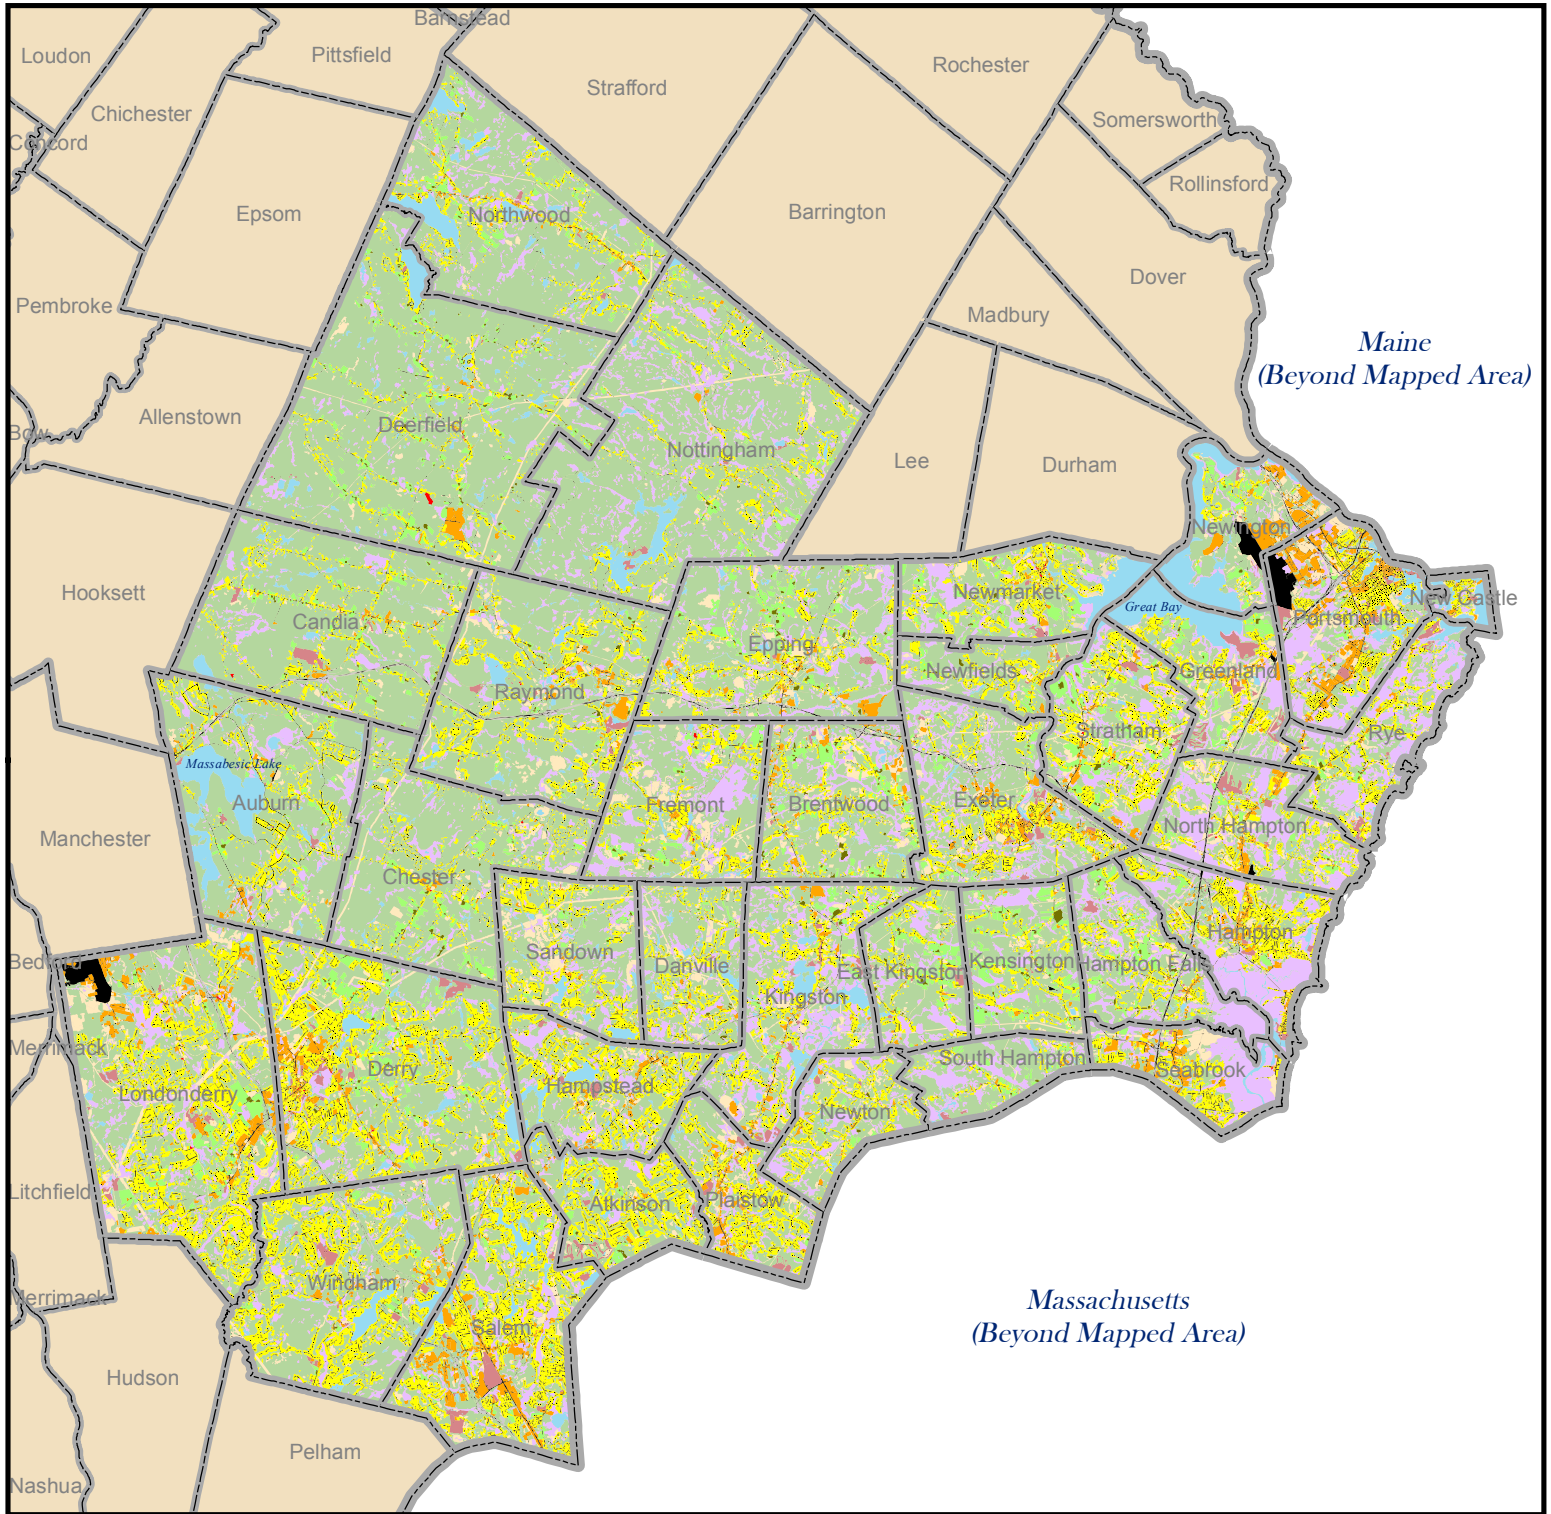 Barnstead
Loudon
Pittsfield
Rochester
Strafford
Chichester
Somersworth
Concord
Rollinsford
Epsom
Northwood
Barrington
Dover
Pembroke
Madbury
Maine
(Beyond Mapped Area)
Allenstown
Deerfield
Bow
Nottingham
Lee
Durham
Newington
Hooksett
Newmarket
New Castle
Great Bay
Candia
Portsmouth
Epping
Newfields
Greenland
Raymond
Stratham
Rye
Massabesic Lake
Auburn
Fremont
Brentwood
Exeter
North Hampton
Manchester
Chester
Hampton
Sandown
Bedford
Danville
East Kingston
Kensington
Hampton Falls
Kingston
Merrimack
South Hampton
Derry
Seabrook
Londonderry
Hampstead
Newton
Litchfield
Atkinson
Plaistow
Windham
Merrimack
Massachusetts
(Beyond Mapped Area)
Salem
Hudson
Pelham
Nashua